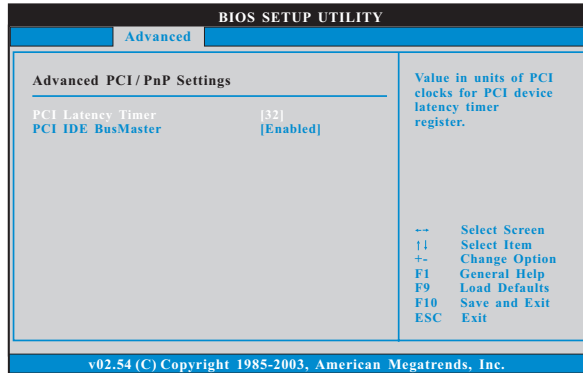 BIOS SETUP UTILITY
Advanced
Advanced PCI / PnP Settings
PCI Latency Timer [32]
PCI IDE BusMaster [Enabled]
Value in units of PCI
clocks for PCI device
latency timer
register.
←→ Select Screen
↑↓ Select Item
+- Change Option
F1 General Help
F9 Load Defaults
F10 Save and Exit
ESC Exit
v02.54 (C) Copyright 1985-2003, American Megatrends, Inc.